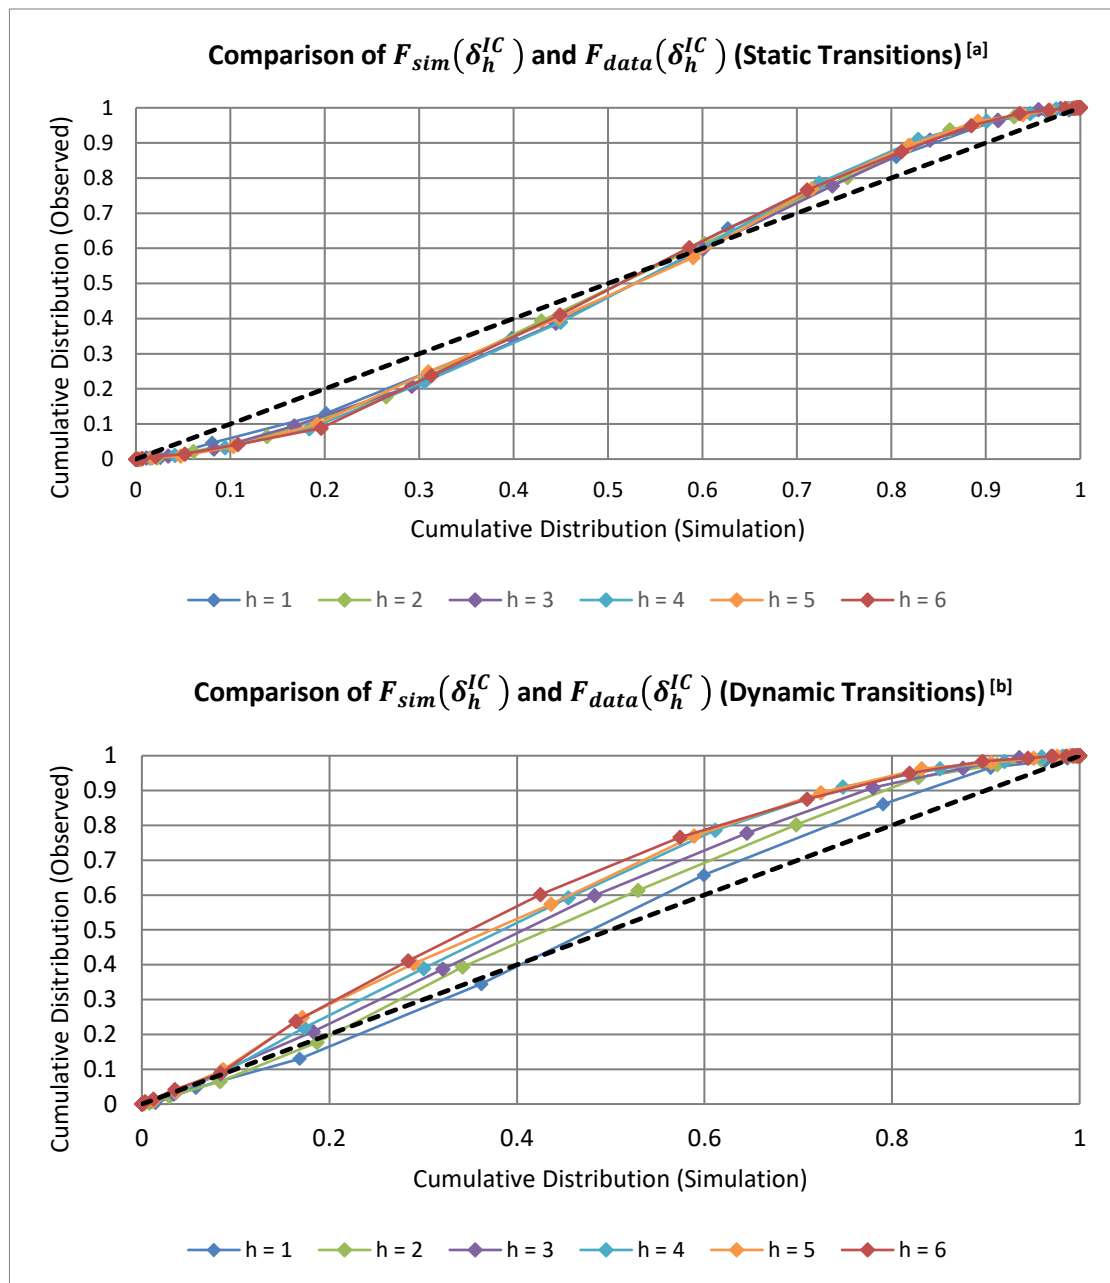 Comparison of F_sim(δ_h^IC) and F_data(δ_h^IC) (Static Transitions) [a]
Cumulative Distribution (Observed)
1
0.9
0.8
0.7
0.6
0.5
0.4
0.3
0.2
0.1
0
0 0.1 0.2 0.3 0.4 0.5 0.6 0.7 0.8 0.9 1
Cumulative Distribution (Simulation)
h = 1 h = 2 h = 3 h = 4 h = 5 h = 6
Comparison of F_sim(δ_h^IC) and F_data(δ_h^IC) (Dynamic Transitions) [b]
Cumulative Disitribution (Observed)
1
0.9
0.8
0.7
0.6
0.5
0.4
0.3
0.2
0.1
0
0 0.2 0.4 0.6 0.8 1
Cumulative Distribution (Simulation)
h = 1 h = 2 h = 3 h = 4 h = 5 h = 6